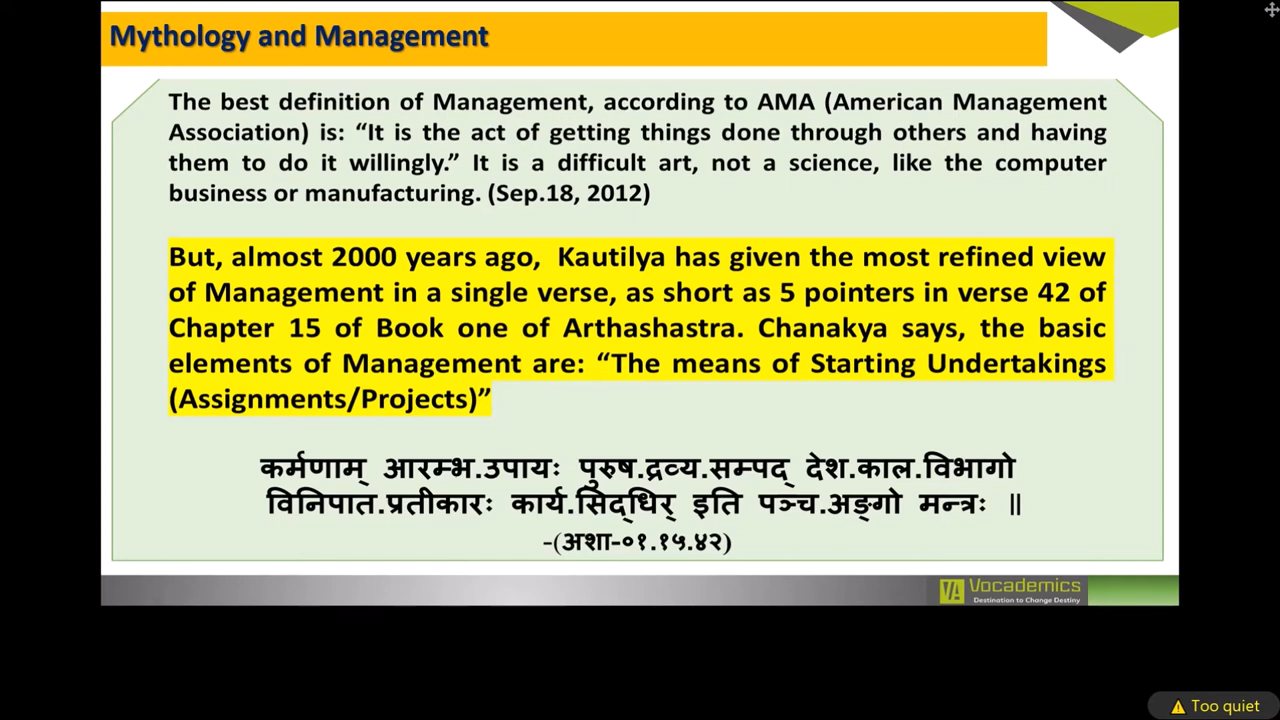 Mythology and Management
The best definition of Management, according to AMA (American Management
Association) is: “It is the act of getting things done through others and having
them to do it willingly.” It is a difficult art, not a science, like the computer
business or manufacturing. (Sep.18, 2012)
But, almost 2000 years ago, Kautilya has given the most refined view
of Management in a single verse, as short as 5 pointers in verse 42 of
Chapter 15 of Book one of Arthashastra. Chanakya says, the basic
elements of Management are: “The means of Starting Undertakings
(Assignments/Projects)”
कर्मणाम् आरम्भ.उपायः पुरुष.द्रव्य.सम्पद् देश.काल.विभागो
विनिपात.प्रतीकारः कार्य.सिद्धिर् इति पञ्च.अङ्गो मन्त्रः ॥
-(अशा-०१.१५.४२)
VA Vocademics
Destination to Change Destiny
Too quiet